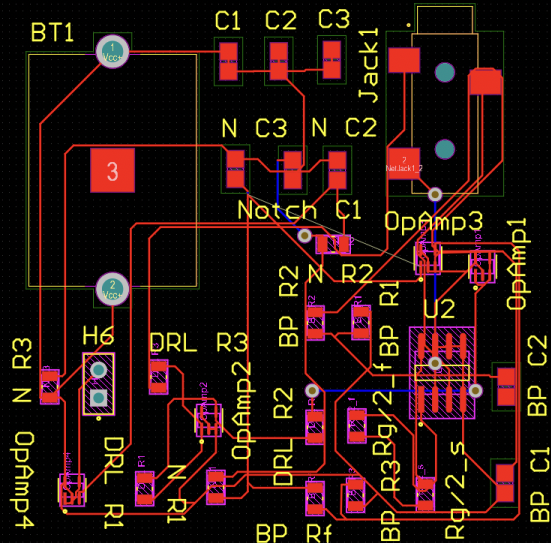 C1 C2 C3
BT1
Jack1
1
Vcc+
3
N C3 N C2
2
NetJack1_2
Notch C1
OpAmp3
OpAmp1
R2
N R2
R1
U2
2
Vcc+
H6
DRL R3
BP
BP
Rg/2_f
N R3
OpAmp2
R2
DRL
BP C2
OpAmp4
DRL R1
N R1
BP R3
Rg/2_s
BP C1
BP Rf